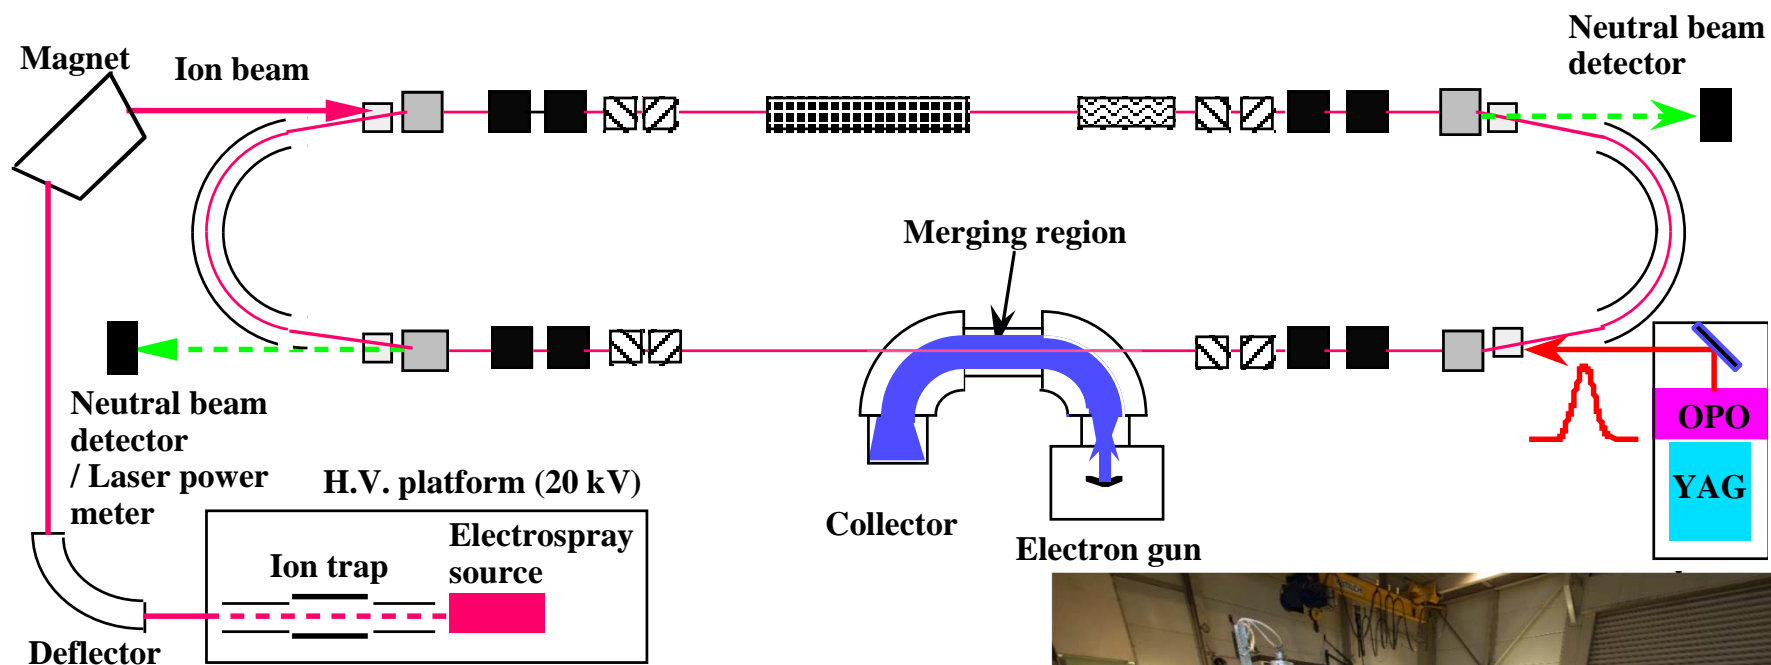 Magnet
Ion beam
Neutral beam
detector
Merging region
Neutral beam
detector
/ Laser power
meter
H.V. platform (20 kV)
Electrospray
source
Ion trap
Deflector
Collector
Electron gun
OPO
YAG